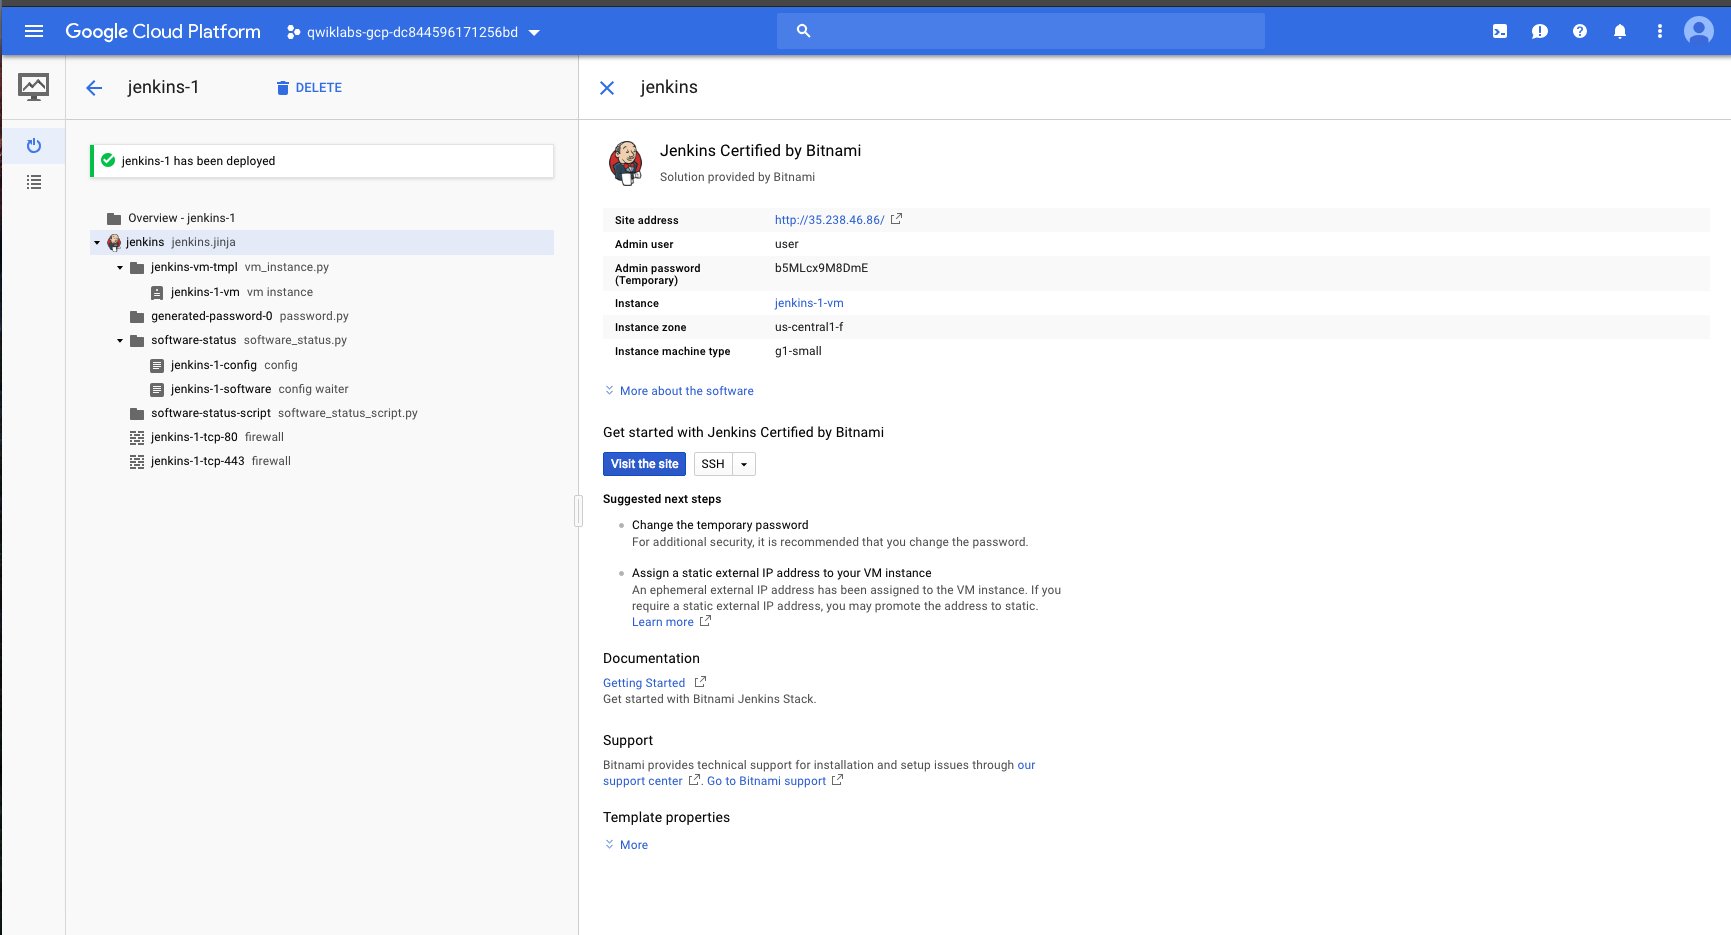 Google Cloud Platform
qwiklabs-gcp-dc844596171256bd
jenkins-1
DELETE
jenkins-1 has been deployed
Overview - jenkins-1
jenkins jenkins.jinja
jenkins-vm-tmpl vm_instance.py
jenkins-1-vm vm instance
generated-password-0 password.py
software-status software_status.py
jenkins-1-config config
jenkins-1-software config waiter
software-status-script software_status_script.py
jenkins-1-tcp-80 firewall
jenkins-1-tcp-443 firewall
jenkins
Jenkins Certified by Bitnami
Solution provided by Bitnami
Site address http://35.238.46.86/
Admin user user
Admin password b5MLcx9M8DmE
(Temporary)
Instance jenkins-1-vm
Instance zone us-central1-f
Instance machine type g1-small
More about the software
Get started with Jenkins Certified by Bitnami
Visit the site SSH
Suggested next steps
Change the temporary password
For additional security, it is recommended that you change the password.
Assign a static external IP address to your VM instance
An ephemeral external IP address has been assigned to the VM instance. If you
require a static external IP address, you may promote the address to static.
Learn more
Documentation
Getting Started
Get started with Bitnami Jenkins Stack.
Support
Bitnami provides technical support for installation and setup issues through our
support center . Go to Bitnami support
Template properties
More